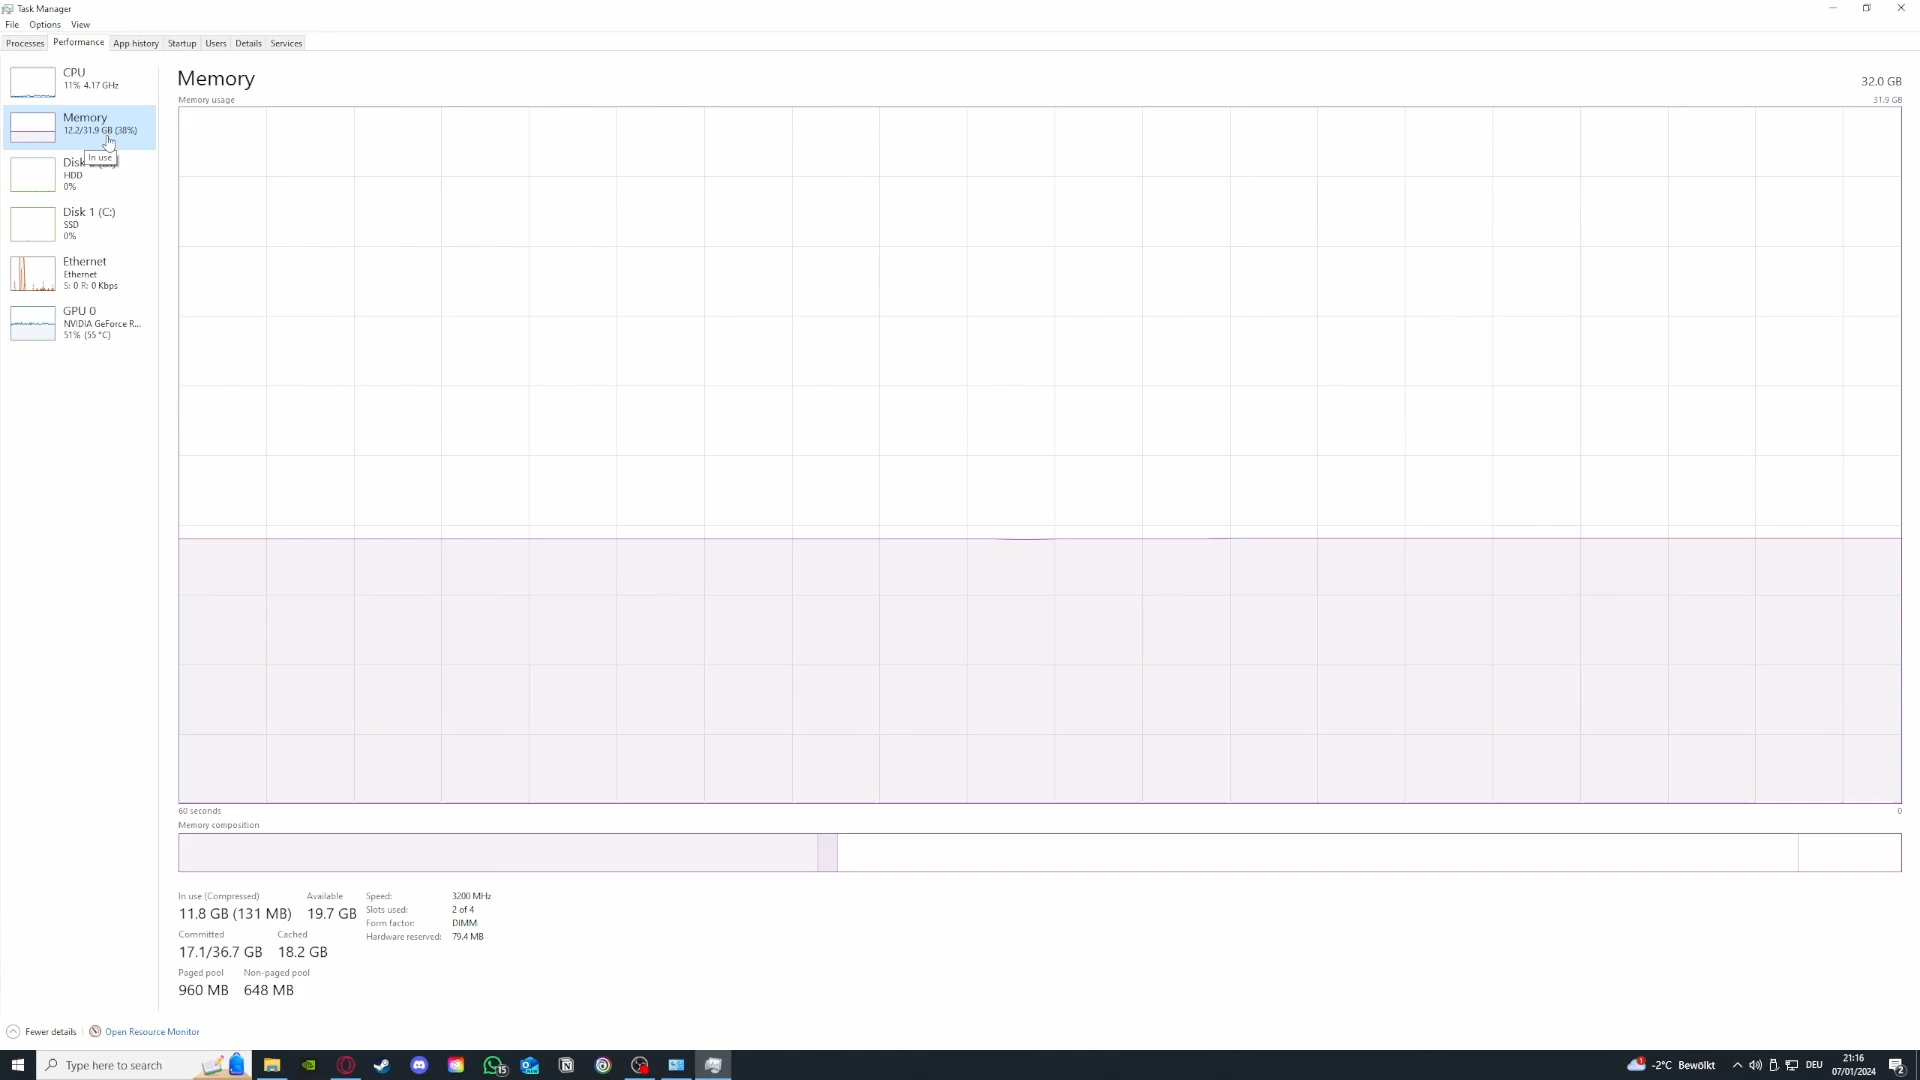 Task Manager
File Options View
Processes Performance App history Startup Users Details Services
CPU
11% 4.17 GHz
Memory
12.2/31.9 GB (38%)
In use
Disk
HDD
0%
Disk 1 (C:)
SSD
0%
Ethernet
Ethernet
S: 0 R: 0 Kbps
GPU 0
NVIDIA GeForce R...
51% (55 °C)
Memory 32.0 GB
Memory usage 31.9 GB
60 seconds 0
Memory composition
In use (Compressed) Available
11.8 GB (131 MB) 19.7 GB
Committed Cached
17.1/36.7 GB 18.2 GB
Paged pool Non-paged pool
960 MB 648 MB
Speed: 3200 MHz
Slots used: 2 of 4
Form factor: DIMM
Hardware reserved: 79.4 MB
Fewer details Open Resource Monitor
Type here to search
15
1 -2°C Bewölkt DEU 21:16
07/01/2024
2